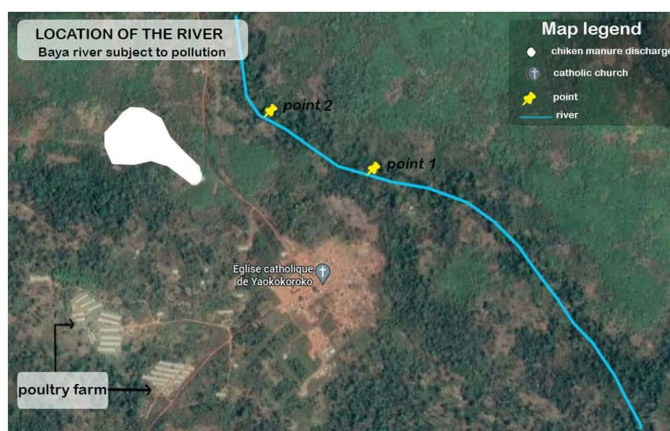 LOCATION OF THE RIVER
Baya river subject to pollution
Map legend
chiken manure discharge
catholic church
point
river
point 2
point 1
Église catholique
de Yaokokoroko
poultry farm